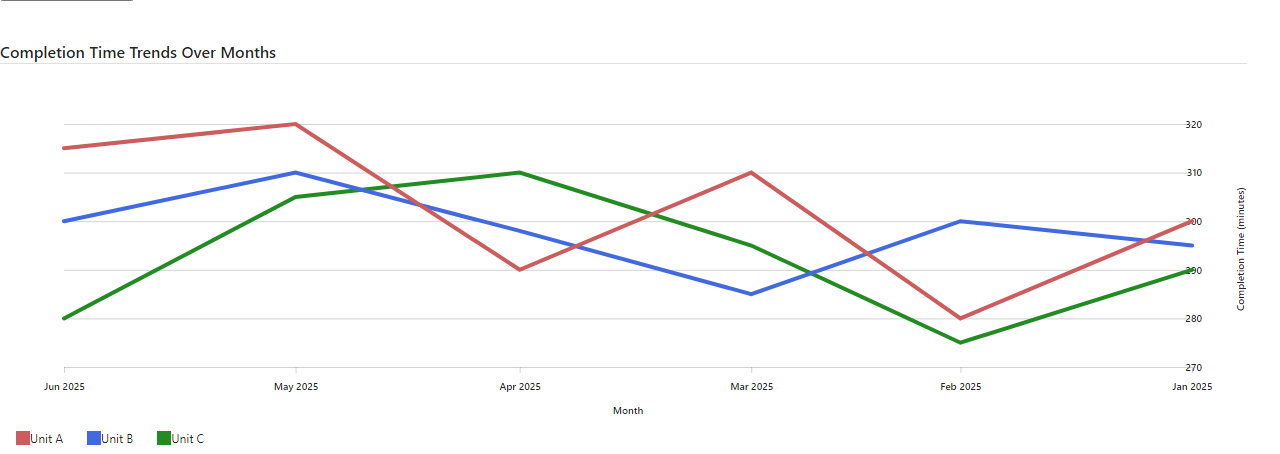 Completion Time Trends Over Months
320
310
300
290
280
270
Completion Time (minutes)
Jun 2025 May 2025 Apr 2025 Mar 2025 Feb 2025 Jan 2025
Month
Unit A Unit B Unit C